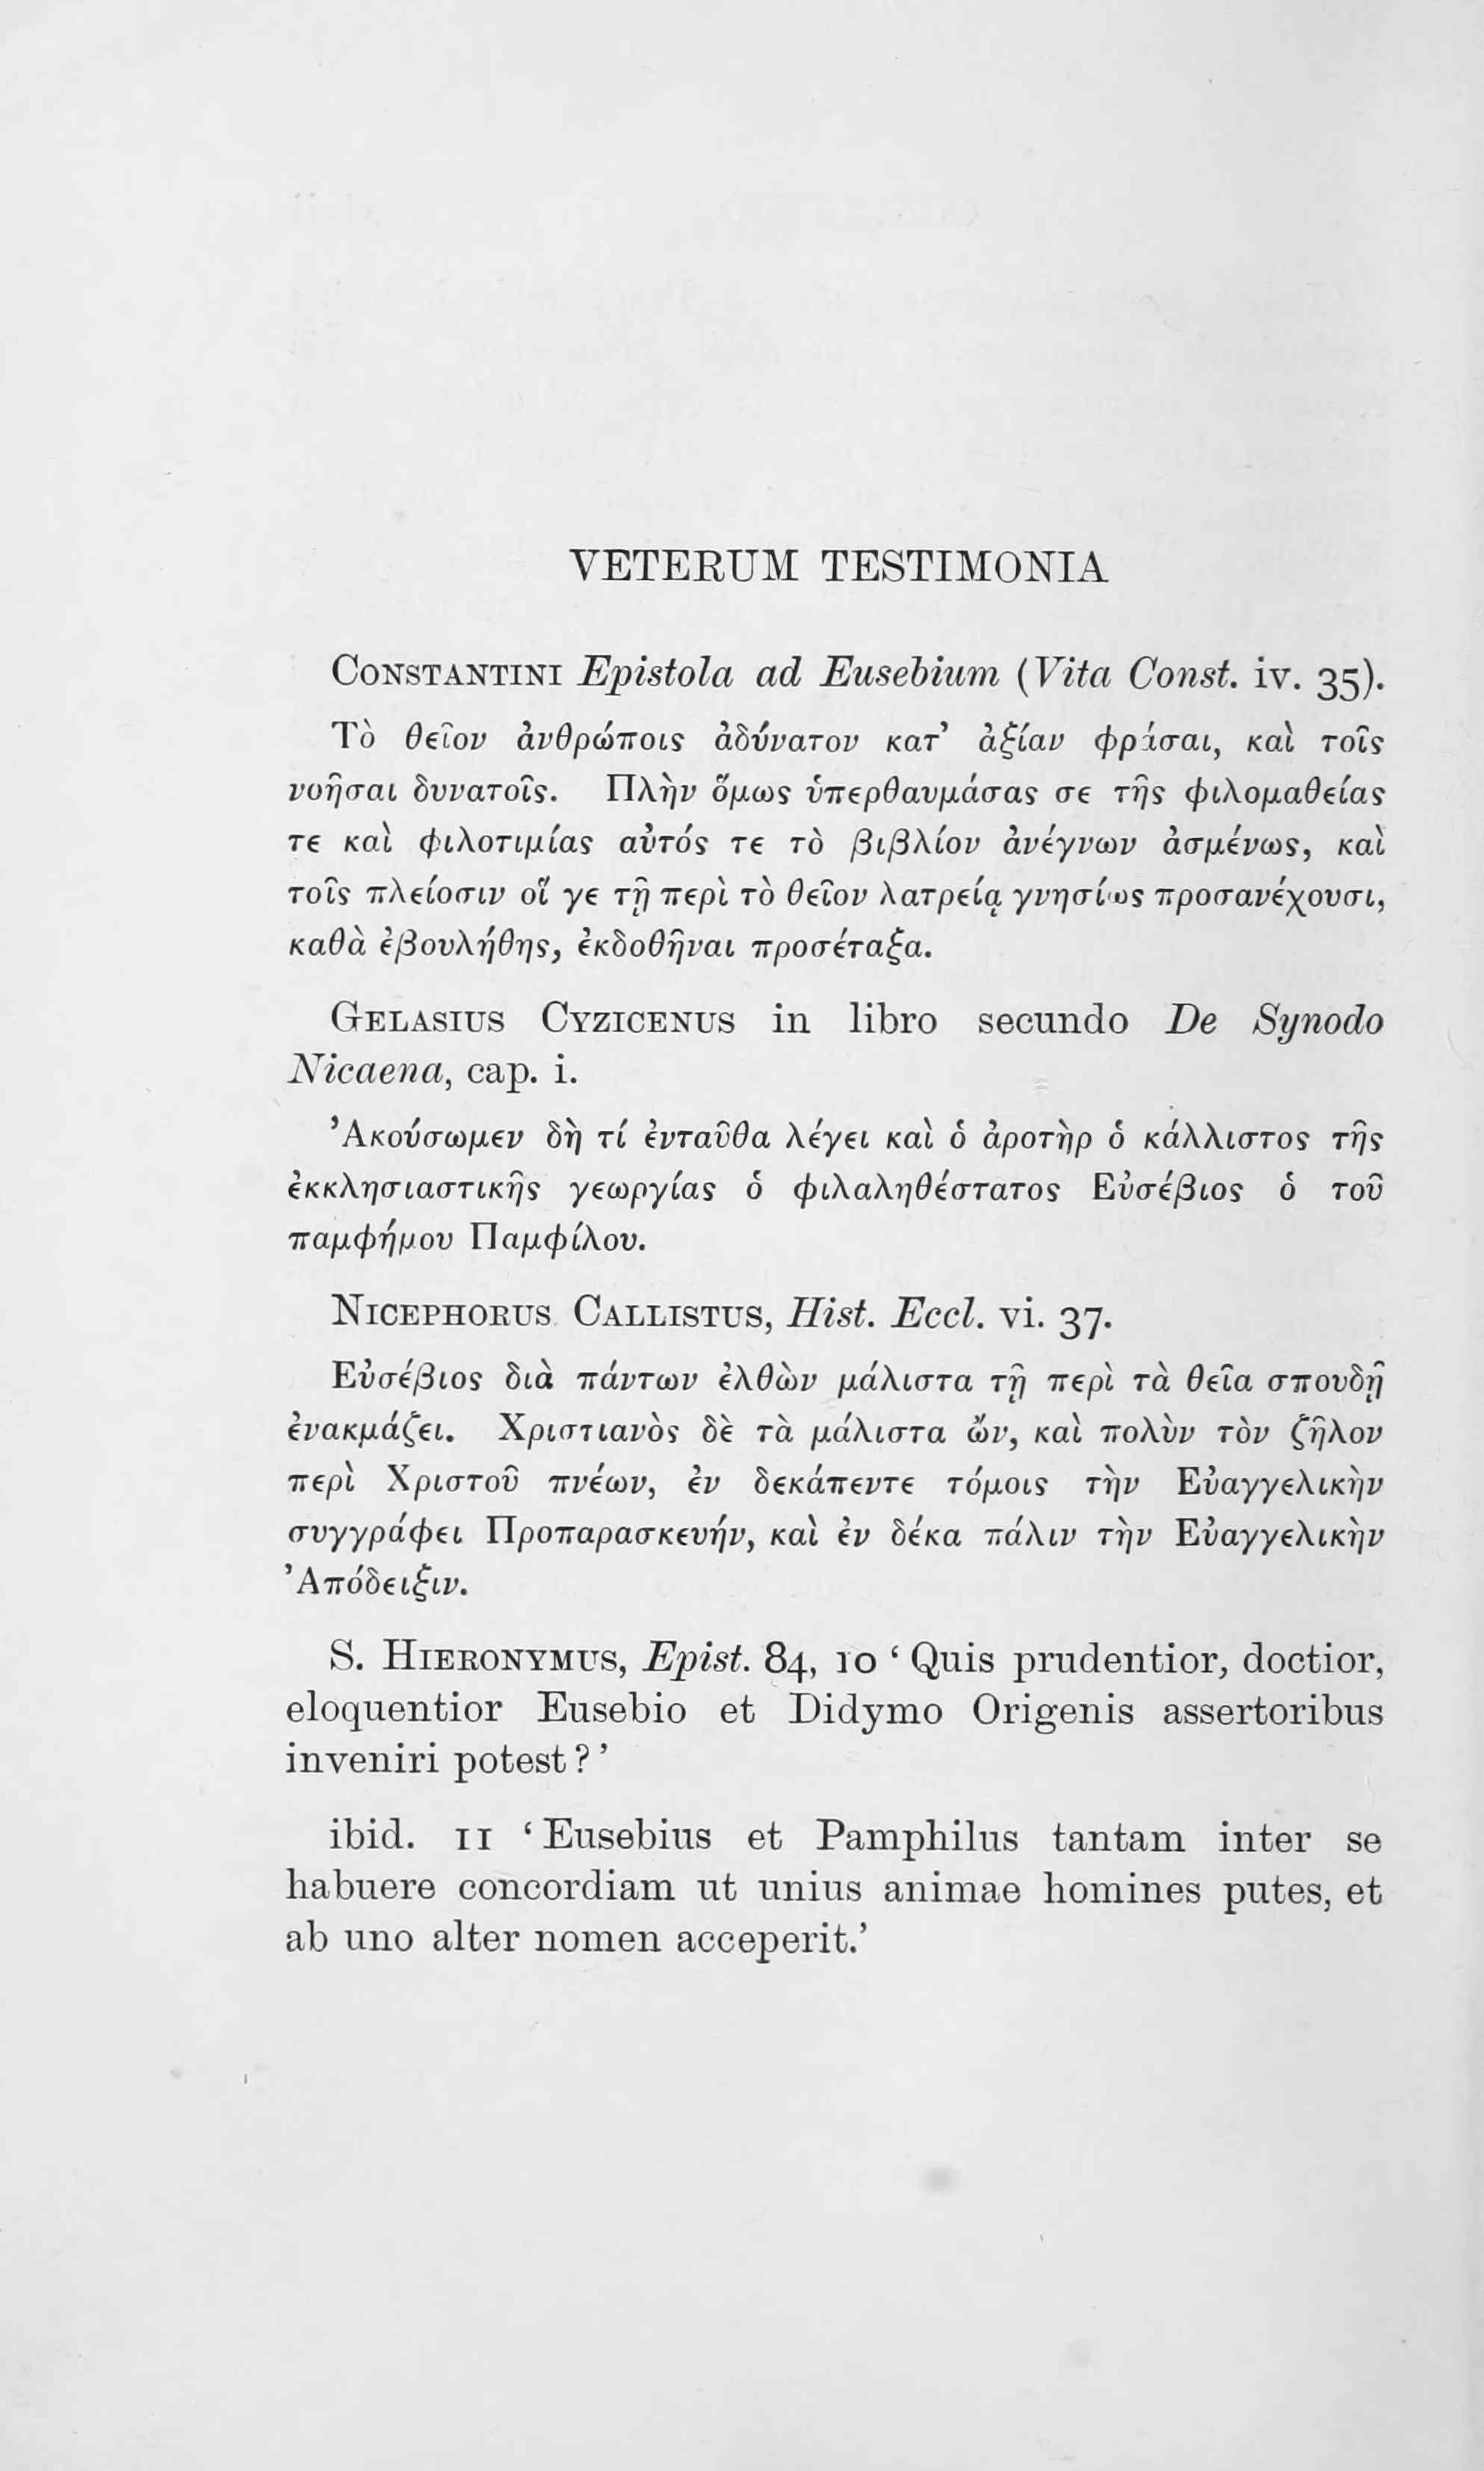 VETERUM TESTIMONIA
CONSTANTINI Epistola ad Eusebium (Vita Const. iv. 35).
Τὸ θεῖον ἀνθρώποις ἀδύνατον κατ’ ἀξίαν φράσαι, καὶ τοῖς
νοῆσαι δυνατοῖς. Πλὴν ὅμως ὑπερθαυμάσας σε τῆς φιλομαθείας
τε καὶ φιλοτιμίας αὐτός τε τὸ βιβλίον ἀνέγνων ἀσμένως, καὶ
τοῖς πλείοσιν οἵ γε τῇ περὶ τὸ θεῖον λατρείᾳ γνησίως προσανέχουσι,
καθὰ ἐβουλήθης, ἐκδοθῆναι προσέταξα.
GELASIUS CYZICENUS in libro secundo De Synodo
Nicaena, cap. i.
Ἀκούσωμεν δὴ τί ἐνταῦθα λέγει καὶ ὁ ἀροτὴρ ὁ κάλλιστος τῆς
ἐκκλησιαστικῆς γεωργίας ὁ φιλαληθέστατος Εὐσέβιος ὁ τοῦ
παμφήμου Παμφίλου.
NICEPHORUS CALLISTUS, Hist. Eccl. vi. 37.
Εὐσέβιος διὰ πάντων ἐλθὼν μάλιστα τῇ περὶ τὰ θεῖα σπουδῇ
ἐνακμάζει. Χριστιανὸς δὲ τὰ μάλιστα ὤν, καὶ πολὺν τὸν ζῆλον
περὶ Χριστοῦ πνέων, ἐν δεκάπεντε τόμοις τὴν Εὐαγγελικὴν
συγγράφει Προπαρασκευήν, καὶ ἐν δέκα πάλιν τὴν Εὐαγγελικὴν
Ἀπόδειξιν.
S. HIERONYMUS, Epist. 84, 10 ‘Quis prudentior, doctior,
eloquentior Eusebio et Didymo Origenis assertoribus
inveniri potest?’
ibid. 11 ‘Eusebius et Pamphilus tantam inter se
habuere concordiam ut unius animae homines putes, et
ab uno alter nomen acceperit.’